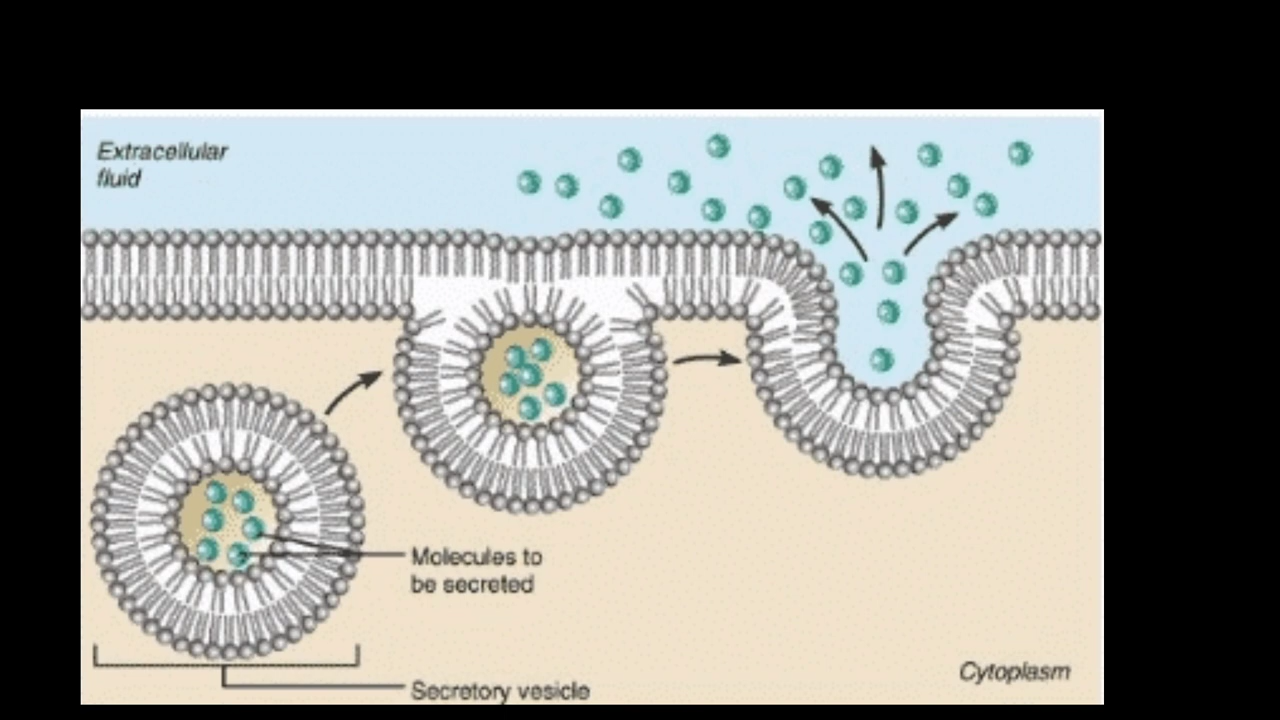 Extracellular
fluid
Molecules to
be secreted
Secretory vesicle
Cytoplasm